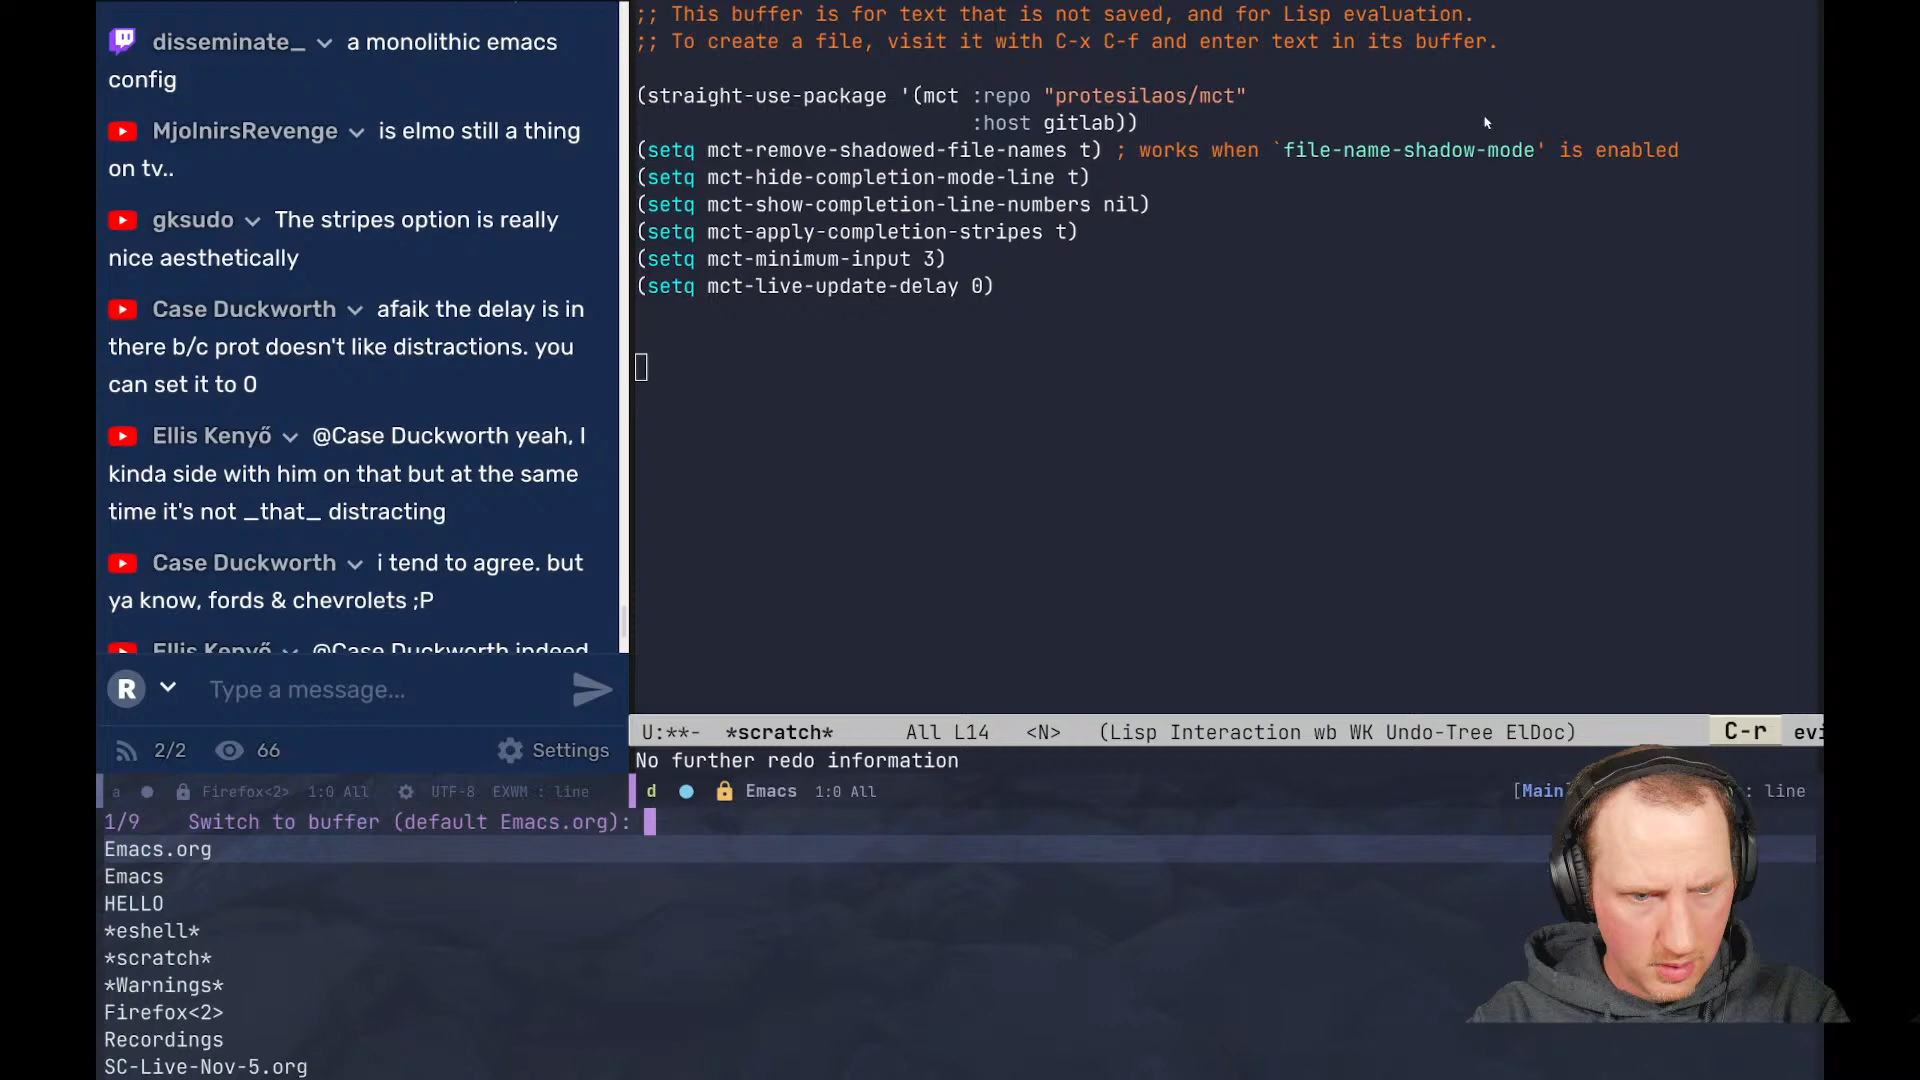 disseminate_ a monolithic emacs
config
MjolnirsRevenge is elmo still a thing
on tv..
gksudo The stripes option is really
nice aesthetically
Case Duckworth afaik the delay is in
there b/c prot doesn't like distractions. you
can set it to 0
Ellis Kenyő @Case Duckworth yeah, I
kinda side with him on that but at the same
time it's not _that_ distracting
Case Duckworth i tend to agree. but
ya know, fords & chevrolets ;P
Ellis Kenyő @Case Duckworth indeed
R Type a message...
2/2 66 Settings
;; This buffer is for text that is not saved, and for Lisp evaluation.
;; To create a file, visit it with C-x C-f and enter text in its buffer.
(straight-use-package '(mct :repo "protesilaos/mct"
:host gitlab))
(setq mct-remove-shadowed-file-names t) ; works when `file-name-shadow-mode' is enabled
(setq mct-hide-completion-mode-line t)
(setq mct-show-completion-line-numbers nil)
(setq mct-apply-completion-stripes t)
(setq mct-minimum-input 3)
(setq mct-live-update-delay 0)
U:**- *scratch* All L14 <N> (Lisp Interaction wb WK Undo-Tree ElDoc) C-r evi
No further redo information
a Firefox<2> 1:0 All UTF-8 EXWM : line
d Emacs 1:0 All [Main : line
1/9 Switch to buffer (default Emacs.org):
Emacs.org
Emacs
HELLO
*eshell*
*scratch*
*Warnings*
Firefox<2>
Recordings
SC-Live-Nov-5.org